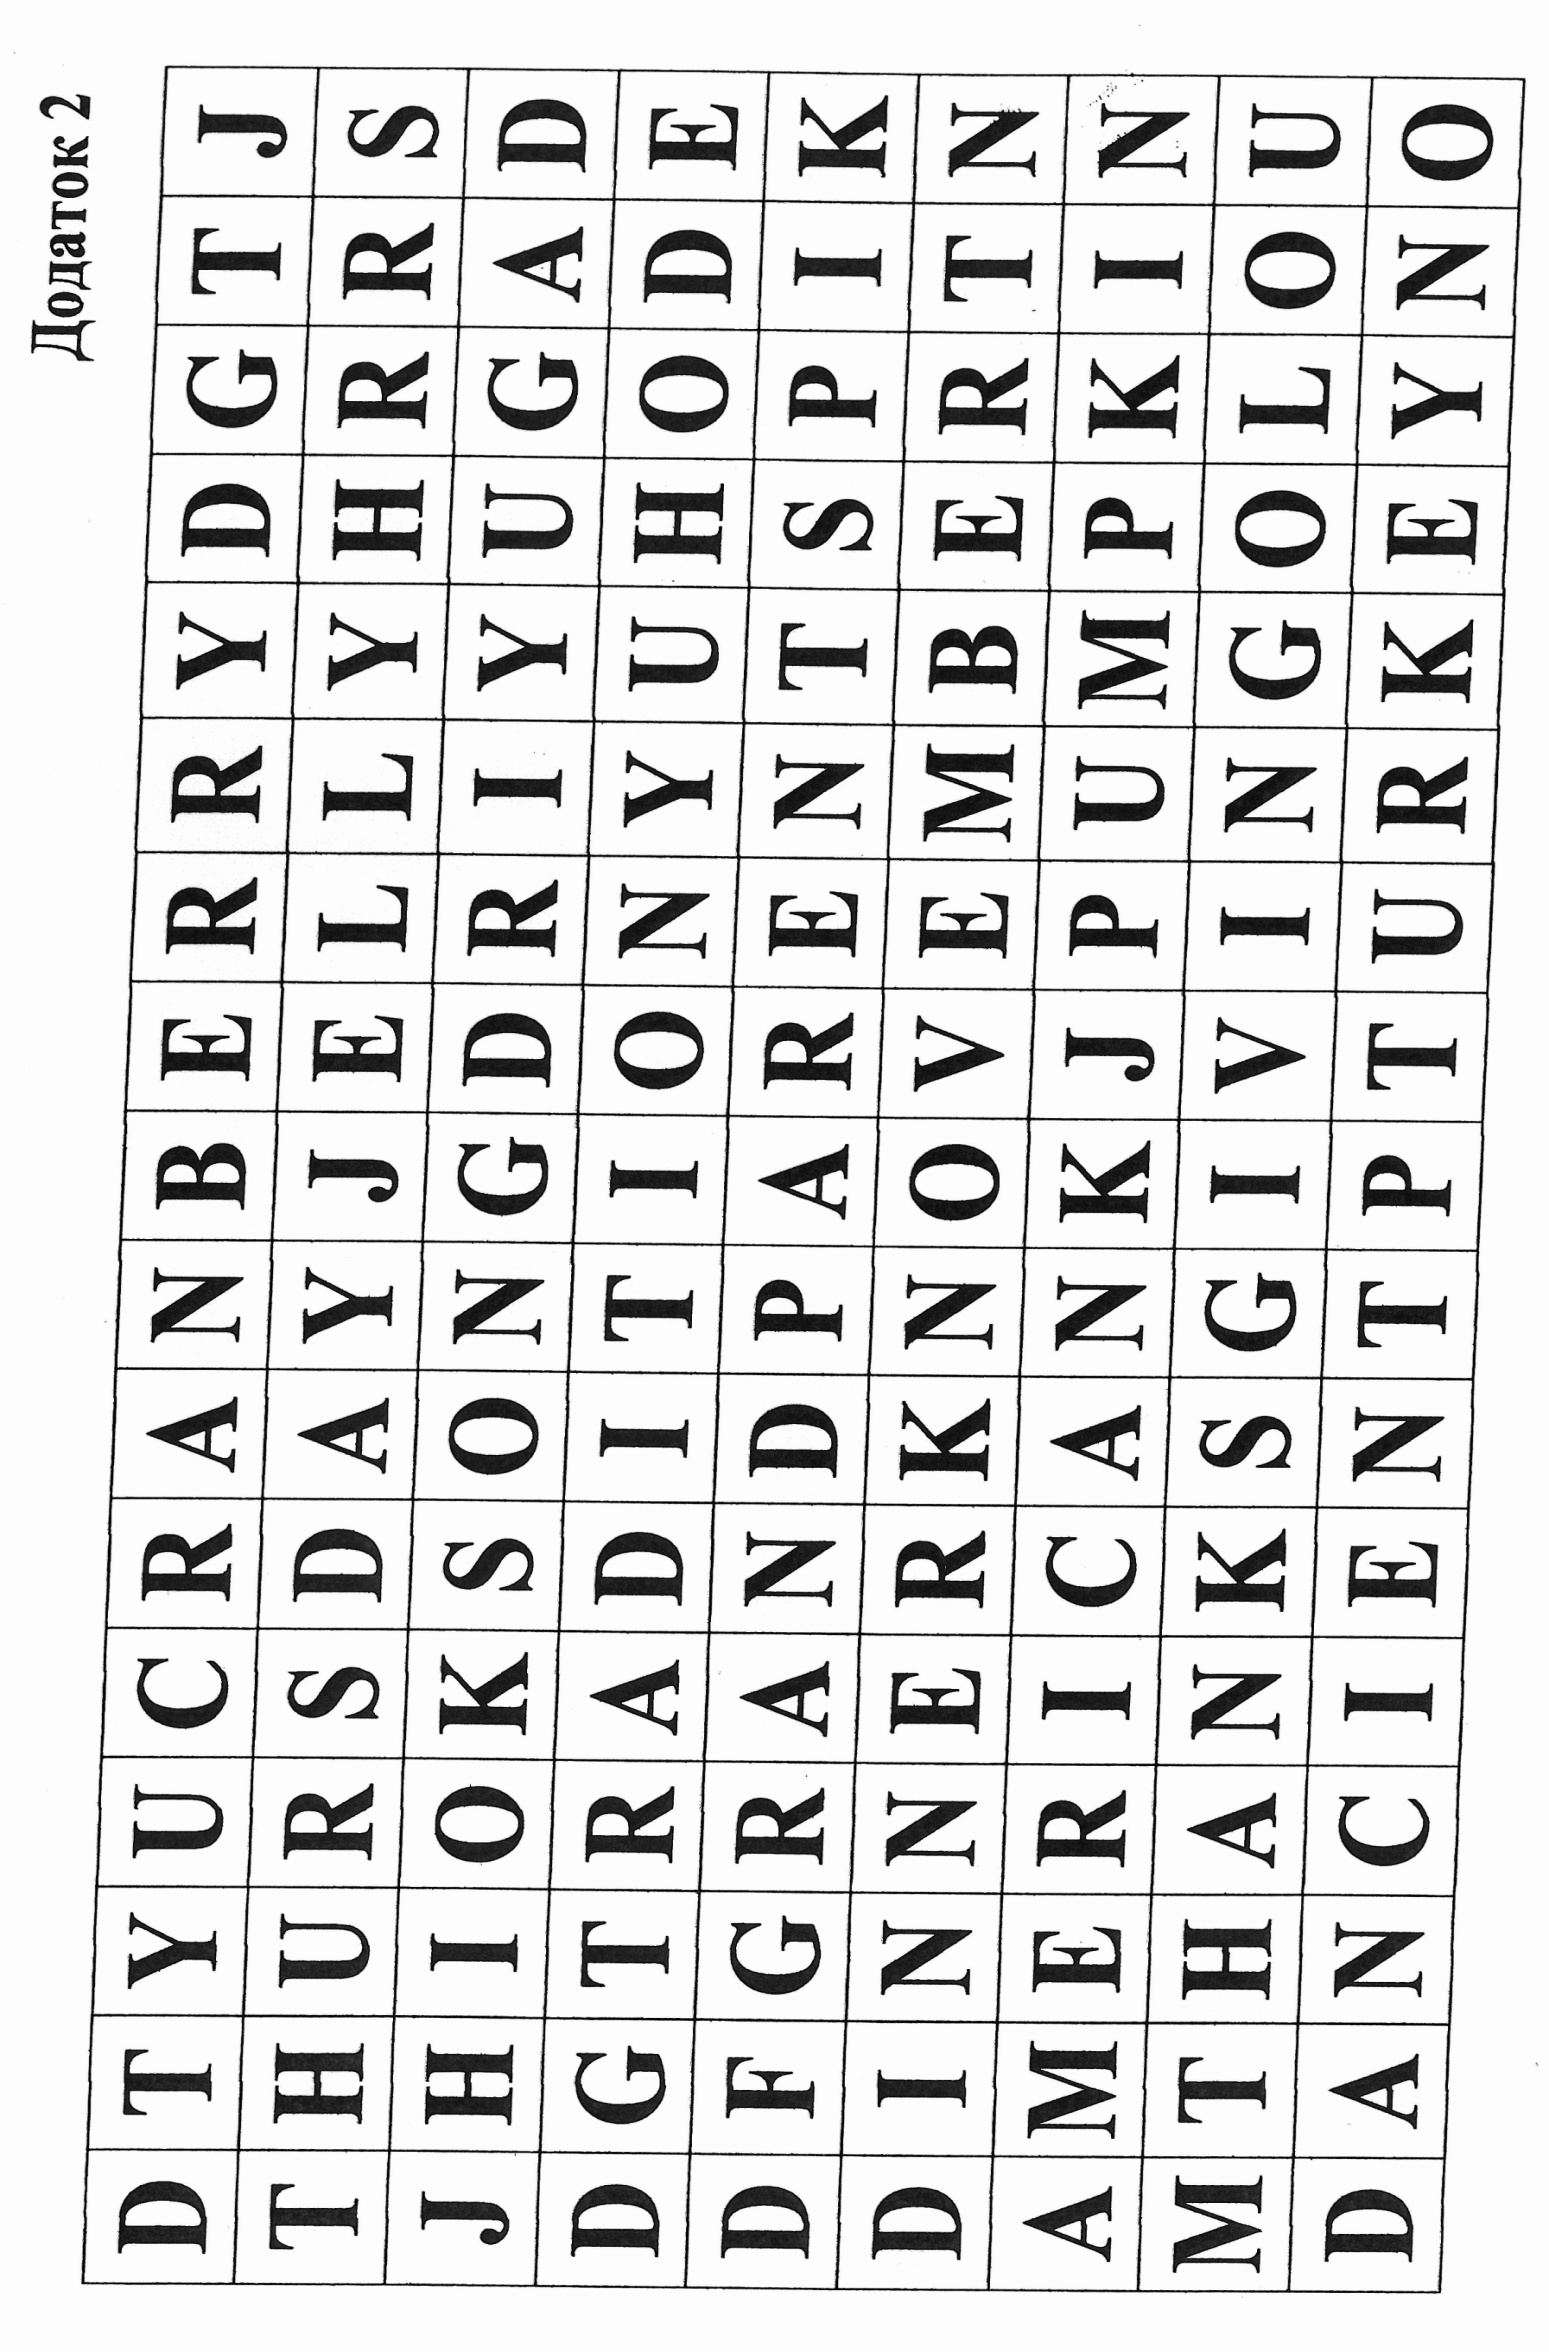 Додаток 2
D T Y U C R A N B E R R Y D G T J
T H U R S D A Y J E L L Y H R R S
J H I O K S O N G D R I Y U G A D
D G T R A D I T I O N Y U H O D E
D F G R A N D P A R E N T S P I K
D I N N E R K N O V E M B E R T N
A M E R I C A N K J P U M P K I N
M T H A N K S G I V I N G O L O U
D A N C I E N T P T U R K E Y N O